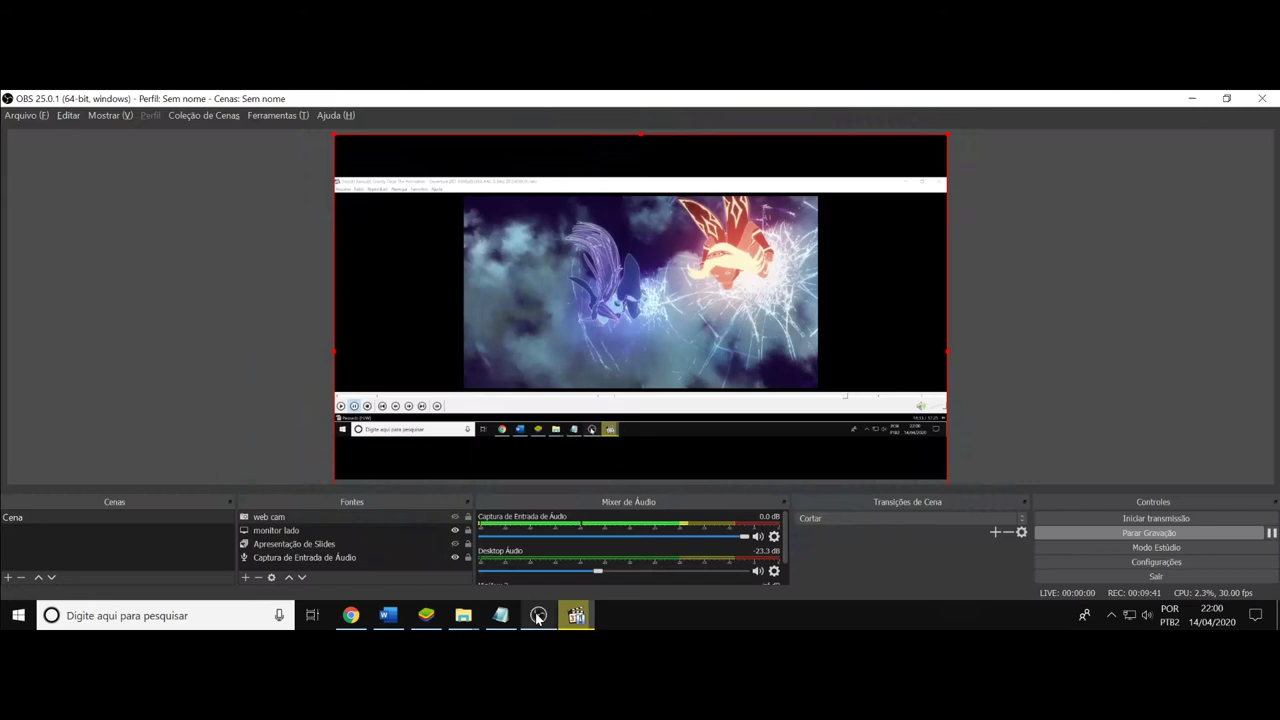 OBS 25.0.1 (64-bit, windows) - Perfil: Sem nome - Cenas: Sem nome
Arquivo (F) Editar Mostrar (V) Perfil Coleção de Cenas Ferramentas (T) Ajuda (H)
Digite aqui para pesquisar
22:00
14/04/2020
Cenas Fontes Mixer de Áudio Transições de Cena Controles
Cena
web cam
monitor lado
Apresentação de Slides
Captura de Entrada de Áudio
Captura de Entrada de Áudio 0.0 dB
Desktop Áudio -23.3 dB
Cortar
Iniciar transmissão
Parar Gravação
Modo Estúdio
Configurações
Sair
LIVE: 00:00:00 REC: 00:09:41 CPU: 2.3%, 30.00 fps
Digite aqui para pesquisar
POR 22:00
PTB2 14/04/2020